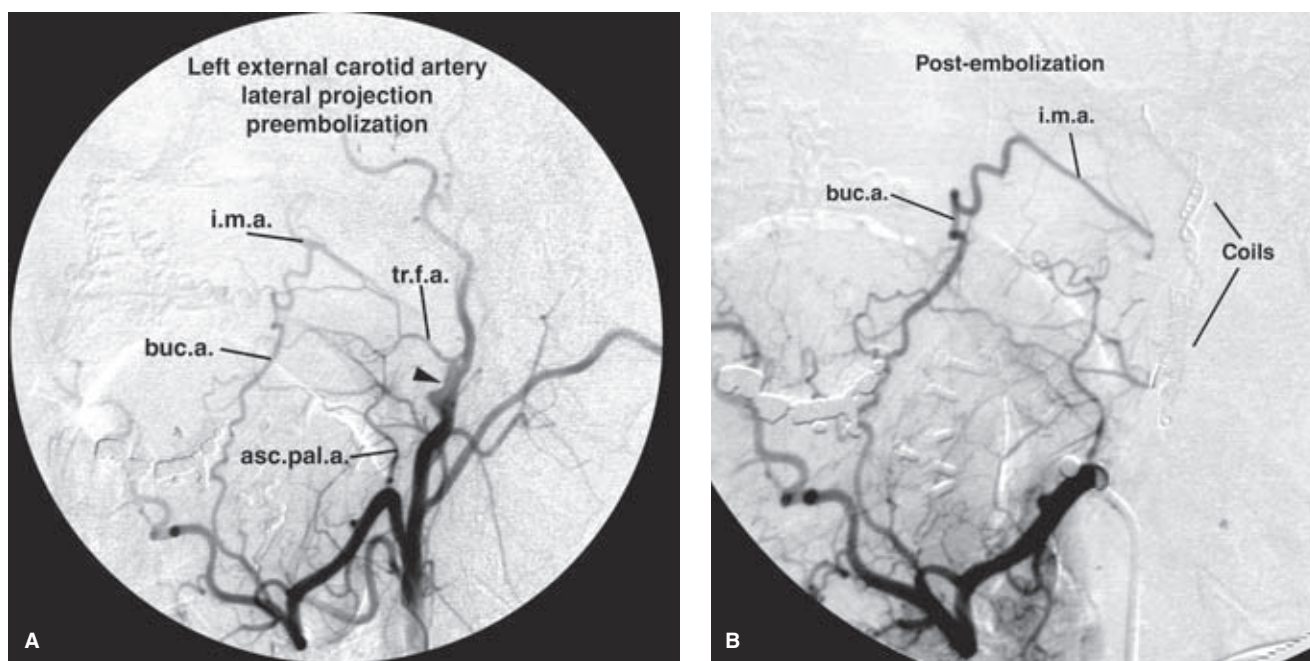 Left external carotid artery
lateral projection
preembolization
i.m.a.
tr.f.a.
buc.a.
asc.pal.a.
A
Post-embolization
i.m.a.
buc.a.
Coils
B